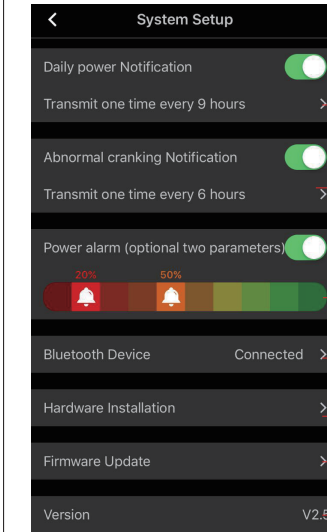 System Setup
Daily power Notification
Transmit one time every 9 hours
Abnormal cranking Notification
Transmit one time every 6 hours
Power alarm (optional two parameters)
20% 50%
Bluetooth Device Connected
Hardware Installation
Firmware Update
Version V2.5